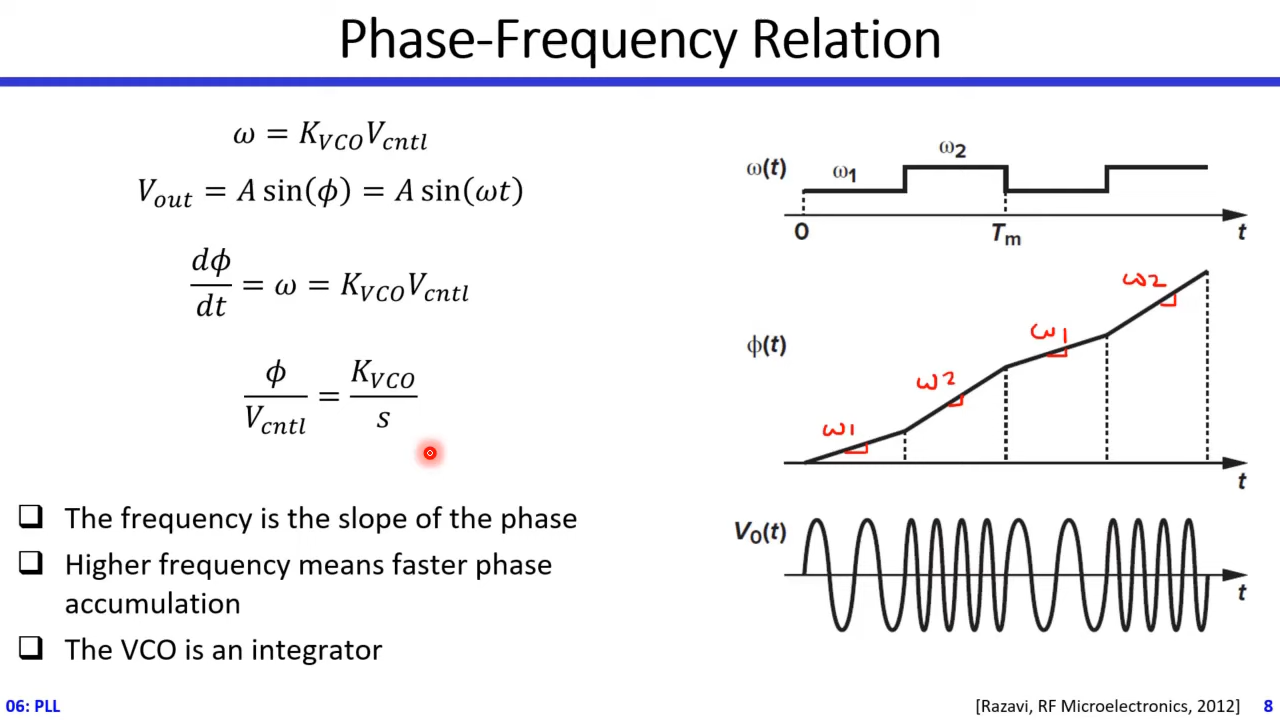 Phase-Frequency Relation
ω = K_VCO V_cntl
V_out = A sin(ϕ) = A sin(ωt)
dϕ/dt = ω = K_VCO V_cntl
ϕ/V_cntl = K_VCO/s
❑ The frequency is the slope of the phase
❑ Higher frequency means faster phase
accumulation
❑ The VCO is an integrator
ω(t) ω1 ω2
0 Tm t
ϕ(t) ω1 ω2 ω1 ω2
t
V0(t)
t
06: PLL
[Razavi, RF Microelectronics, 2012] 8